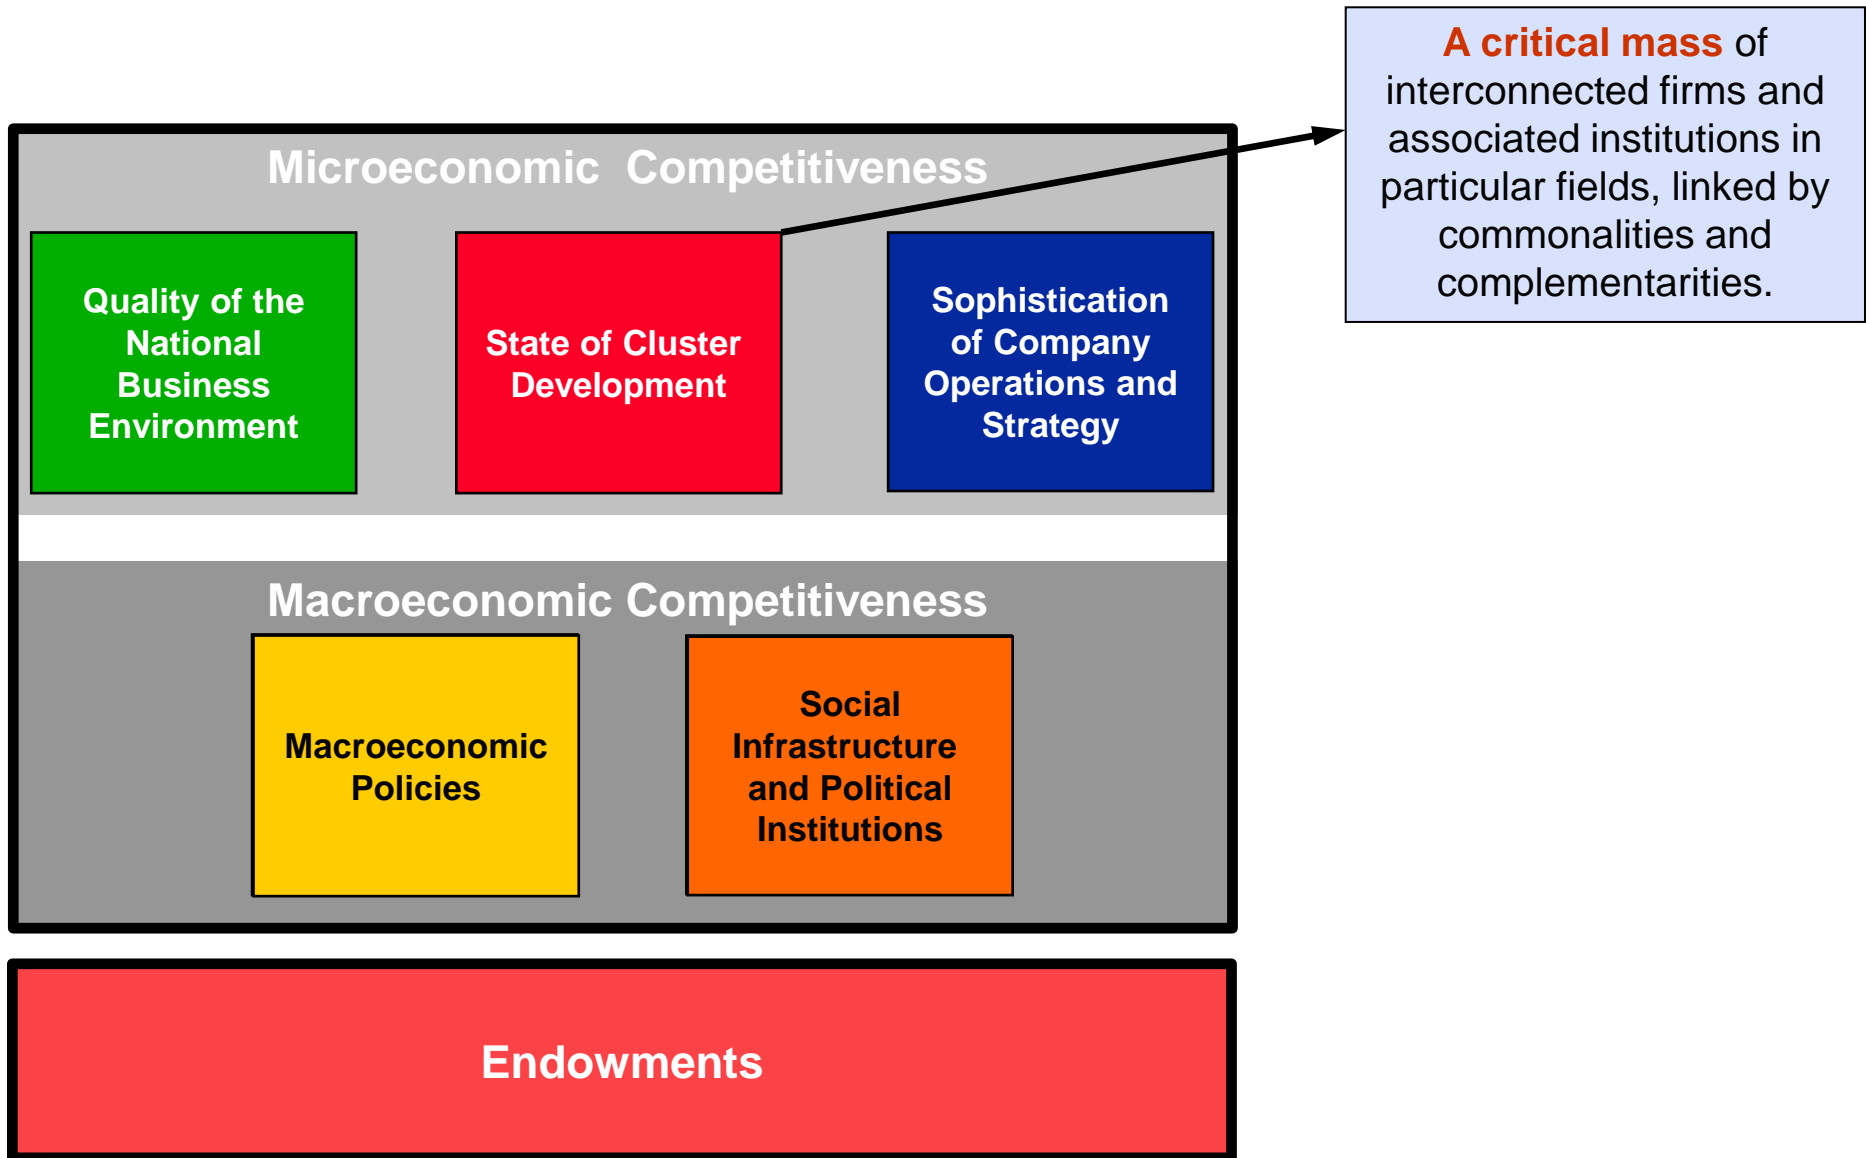 A critical mass of
interconnected firms and
associated institutions in
particular fields, linked by
commonalities and
complementarities.
Microeconomic Competitiveness
Quality of the
National
Business
Environment
State of Cluster
Development
Sophistication
of Company
Operations and
Strategy
Macroeconomic Competitiveness
Macroeconomic
Policies
Social
Infrastructure
and Political
Institutions
Endowments